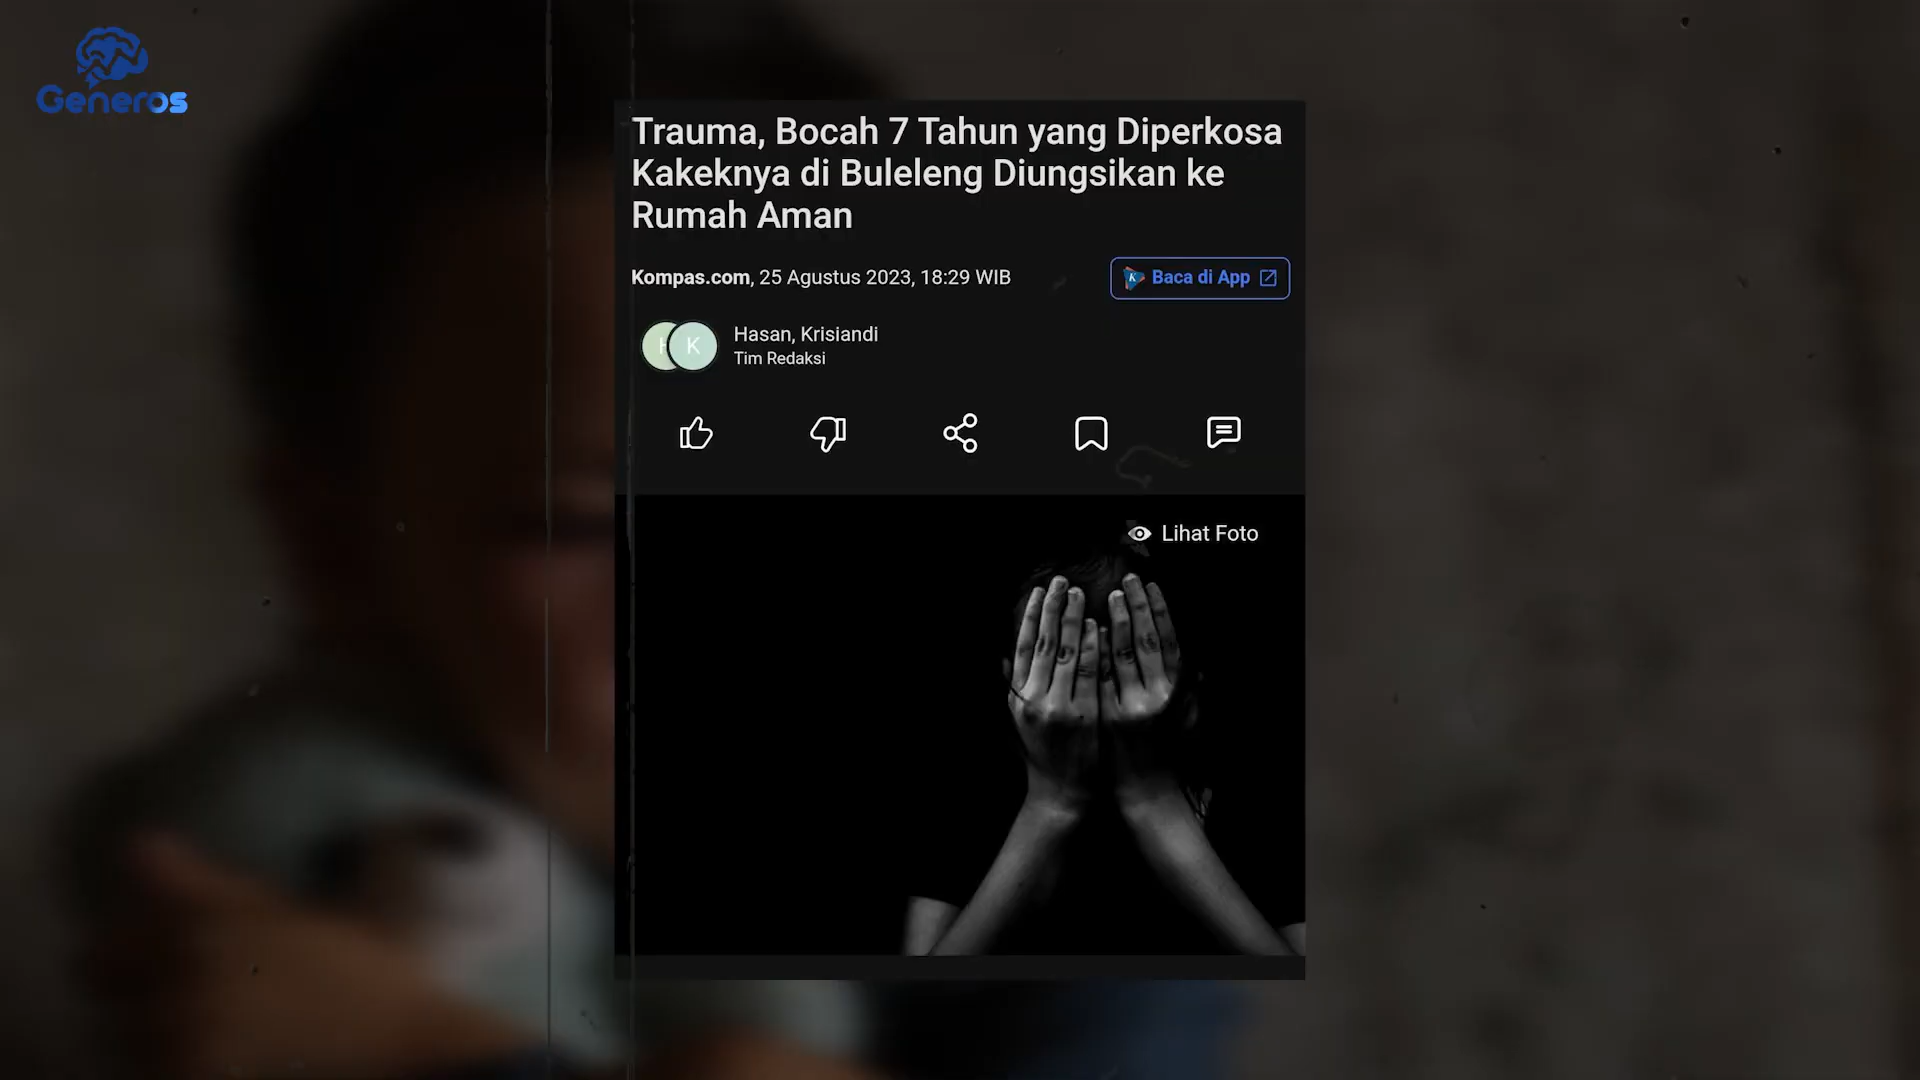 Generos
Trauma, Bocah 7 Tahun yang Diperkosa
Kakeknya di Buleleng Diungsikan ke
Rumah Aman
Kompas.com, 25 Agustus 2023, 18:29 WIB
K Baca di App
H K
Hasan, Krisiandi
Tim Redaksi
Lihat Foto